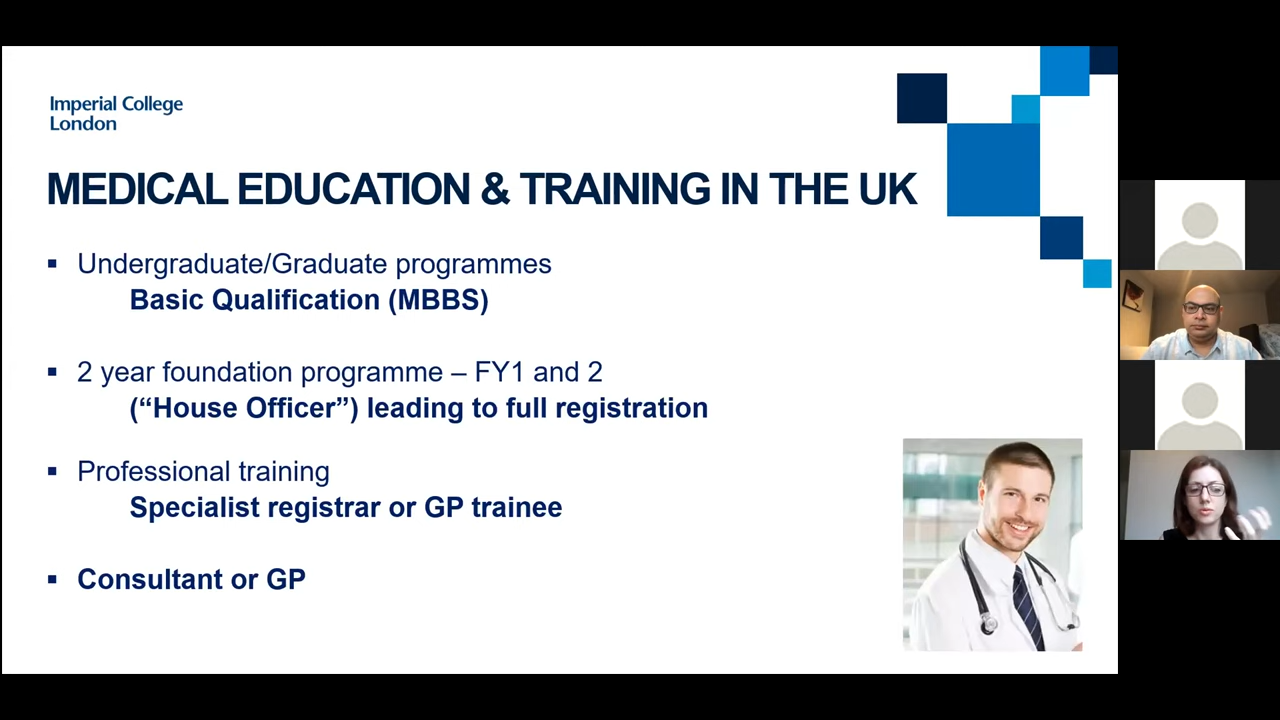 Imperial College
London
MEDICAL EDUCATION & TRAINING IN THE UK
▪ Undergraduate/Graduate programmes
Basic Qualification (MBBS)
▪ 2 year foundation programme – FY1 and 2
(“House Officer”) leading to full registration
▪ Professional training
Specialist registrar or GP trainee
▪ Consultant or GP